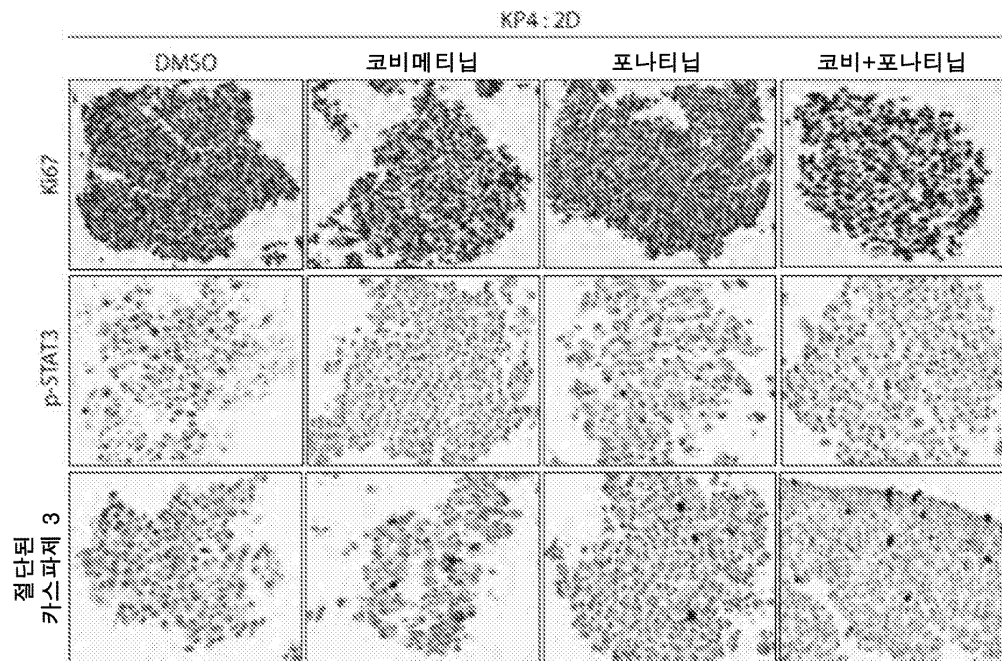 KP4: 2D
DMSO
코비메티닙
포나티닙
코비+포나티닙
Ki67
p-STAT3
절단된
카스파제 3